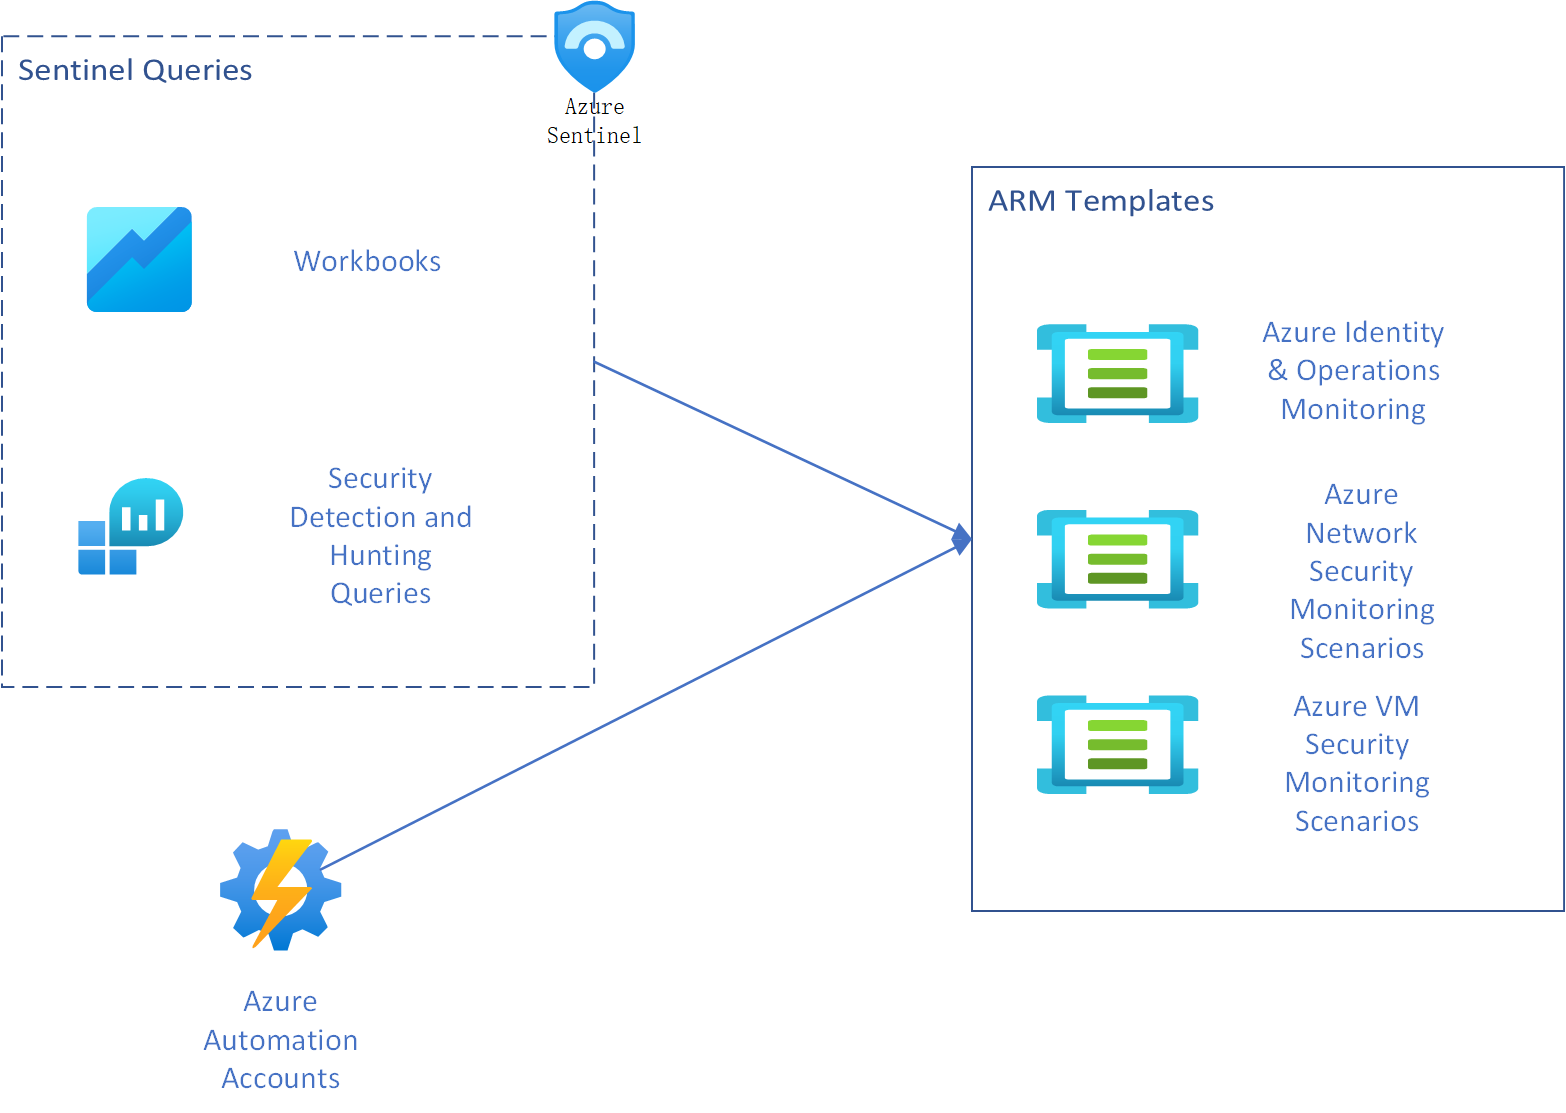 Sentinel Queries
Azure
Sentinel
Workbooks
Security
Detection and
Hunting
Queries
Azure
Automation
Accounts
ARM Templates
Azure Identity
& Operations
Monitoring
Azure
Network
Security
Monitoring
Scenarios
Azure VM
Security
Monitoring
Scenarios